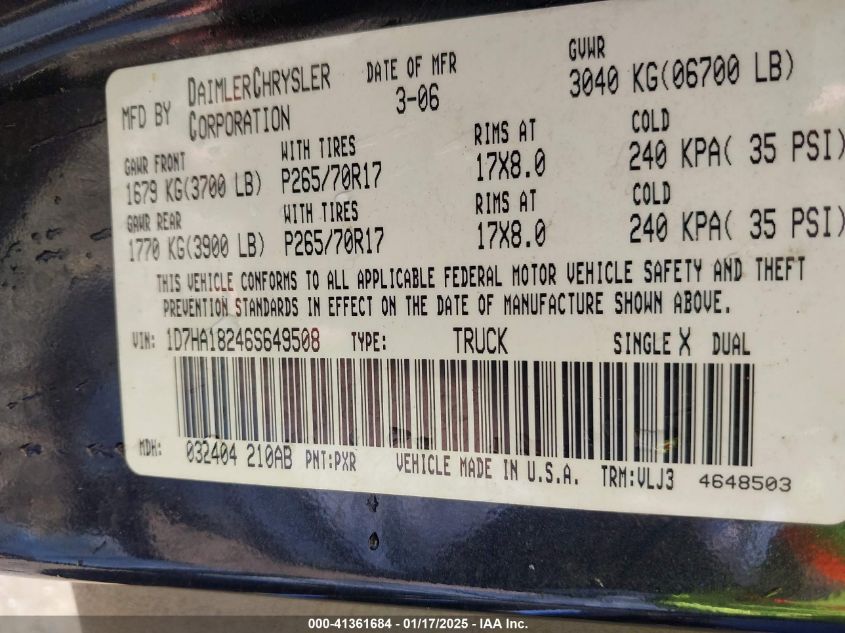 MFD BY DAIMLERCHRYSLER CORPORATION
DATE OF MFR 3-06
GVWR 3040 KG(06700 LB)
GAWR FRONT WITH TIRES RIMS AT COLD
1679 KG(3700 LB) P265/70R17 17X8.0 240 KPA( 35 PSI)
GAWR REAR WITH TIRES RIMS AT COLD
1770 KG(3900 LB) P265/70R17 17X8.0 240 KPA( 35 PSI)
THIS VEHICLE CONFORMS TO ALL APPLICABLE FEDERAL MOTOR VEHICLE SAFETY AND THEFT
PREVENTION STANDARDS IN EFFECT ON THE DATE OF MANUFACTURE SHOWN ABOVE.
VIN: 1D7HA18246S649508 TYPE: TRUCK SINGLE X DUAL
MDH: 032404 210AB PNT:PXR VEHICLE MADE IN U.S.A. TRM:VLJ3 4648503
000-41361684 - 01/17/2025 - IAA Inc.